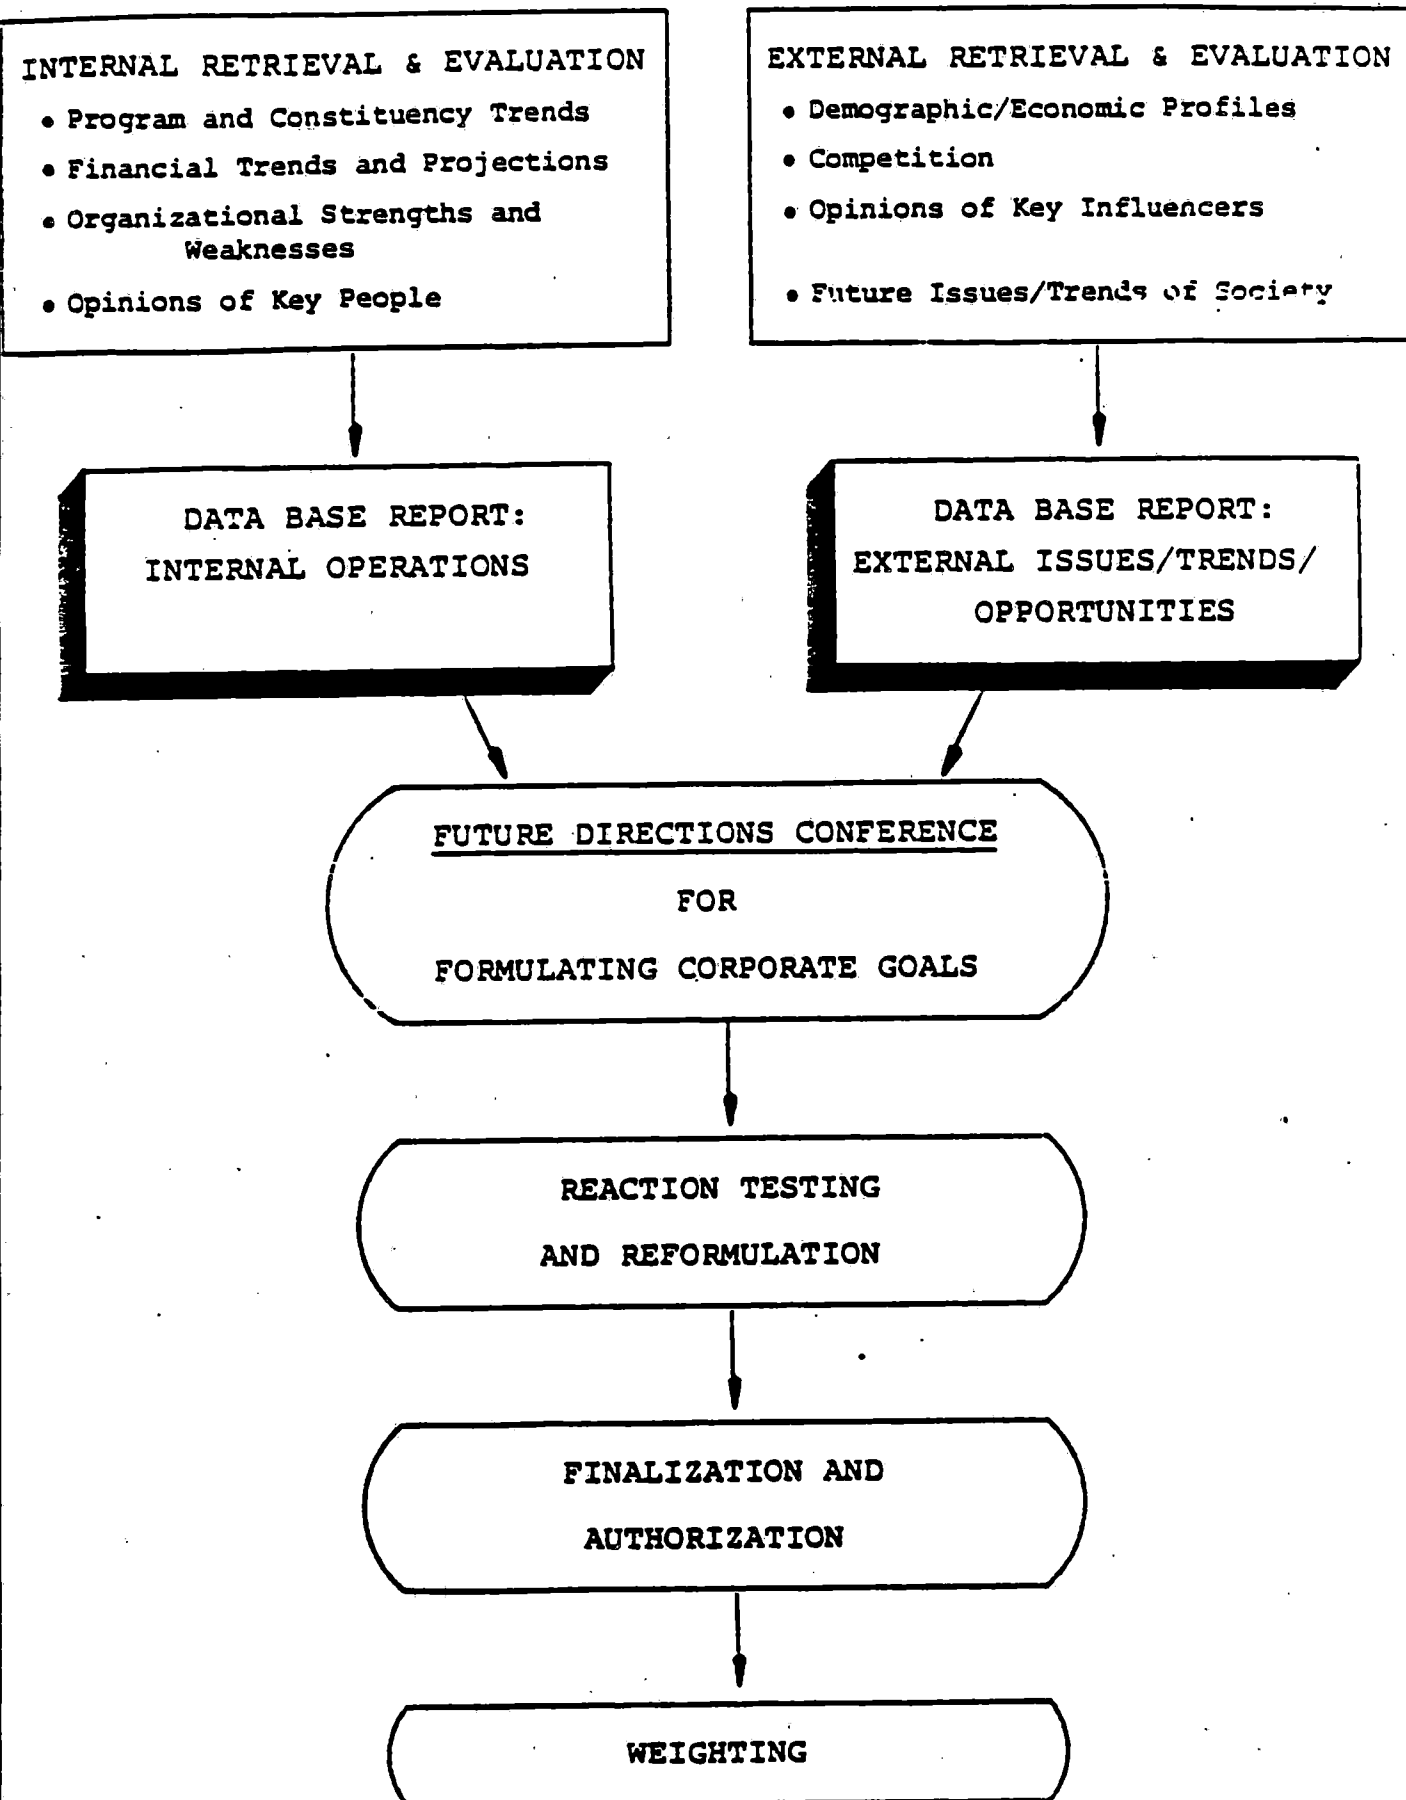 INTERNAL RETRIEVAL & EVALUATION
• Program and Constituency Trends
• Financial Trends and Projections
• Organizational Strengths and
Weaknesses
• Opinions of Key People
EXTERNAL RETRIEVAL & EVALUATION
• Demographic/Economic Profiles
• Competition
• Opinions of Key Influencers
• Future Issues/Trends of Society
DATA BASE REPORT:
INTERNAL OPERATIONS
DATA BASE REPORT:
EXTERNAL ISSUES/TRENDS/
OPPORTUNITIES
FUTURE DIRECTIONS CONFERENCE
FOR
FORMULATING CORPORATE GOALS
REACTION TESTING
AND REFORMULATION
FINALIZATION AND
AUTHORIZATION
WEIGHTING